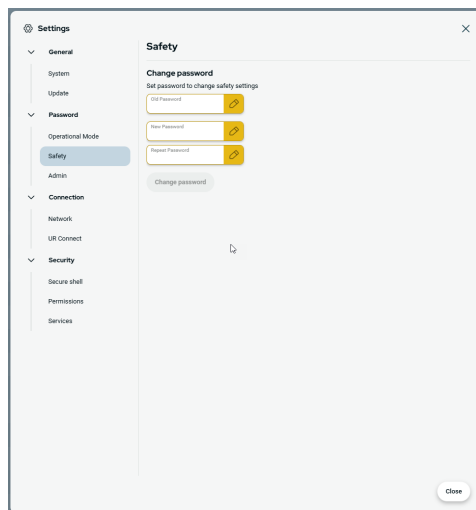 Settings
General
System
Update
Password
Operational Mode
Safety
Admin
Connection
Network
UR Connect
Security
Secure shell
Permissions
Services
Safety
Change password
Set password to change safety settings
Old Password
New Password
Repeat Password
Change password
Close